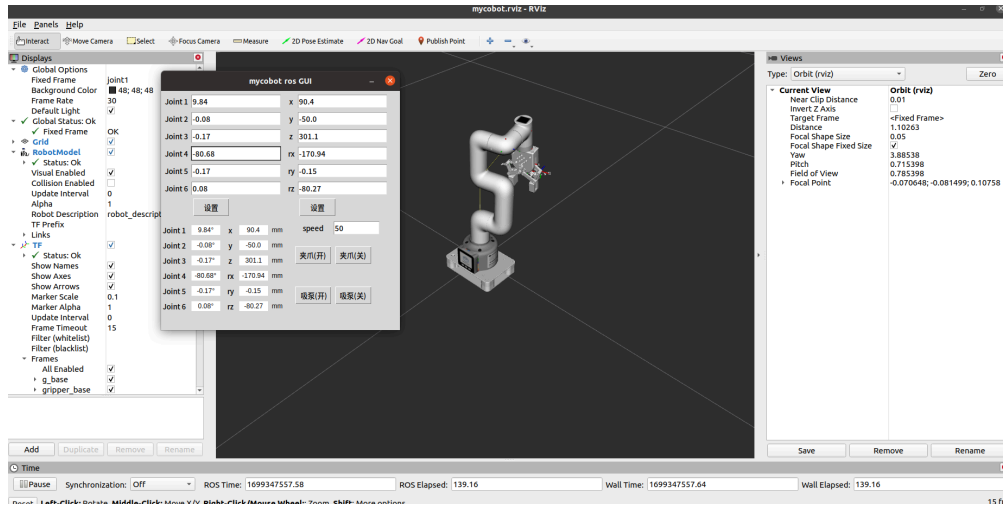 mycobot.rviz - RViz
File Panels Help
Interact Move Camera Select Focus Camera Measure 2D Pose Estimate 2D Nav Goal Publish Point
Displays
Global Options
Fixed Frame joint1
Background Color 48; 48; 48
Frame Rate 30
Default Light
Global Status: Ok
Fixed Frame OK
Grid
RobotModel
Status: Ok
Visual Enabled
Collision Enabled
Update Interval 0
Alpha 1
Robot Description robot_descript
TF Prefix
Links
TF
Status: Ok
Show Names
Show Axes
Show Arrows
Marker Scale 0.1
Marker Alpha 1
Update Interval 0
Frame Timeout 15
Filter (whitelist)
Filter (blacklist)
Frames
All Enabled
g_base
gripper_base
Add Duplicate Remove Rename
mycobot ros GUI
Joint 1 9.84 x 90.4
Joint 2 -0.08 y -50.0
Joint 3 -0.17 z 301.1
Joint 4 -80.68 rx -170.94
Joint 5 -0.17 ry -0.15
Joint 6 0.08 rz -80.27
设置 设置
Joint 1 9.84° x 90.4 mm speed 50
Joint 2 -0.08° y -50.0 mm
Joint 3 -0.17° z 301.1 mm 夹爪(开) 夹爪(关)
Joint 4 -80.68° rx -170.94 mm
Joint 5 -0.17° ry -0.15 mm 吸泵(开) 吸泵(关)
Joint 6 0.08° rz -80.27 mm
Views
Type: Orbit (rviz) Zero
Current View Orbit (rviz)
Near Clip Distance 0.01
Invert Z Axis
Target Frame <Fixed Frame>
Distance 1.10263
Focal Shape Size 0.05
Focal Shape Fixed Size
Yaw 3.88538
Pitch 0.715398
Field of View 0.785398
Focal Point -0.070648; -0.081499; 0.10758
Save Remove Rename
Time
Pause Synchronization: Off ROS Time: 1699347557.58 ROS Elapsed: 139.16 Wall Time: 1699347557.64 Wall Elapsed: 139.16
Reset Left-Click: Rotate. Middle-Click: Move X/Y. Right-Click/Mouse Wheel:: Zoom. Shift: More options. 15 f